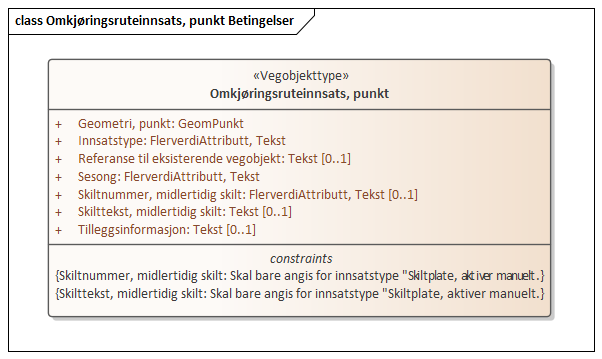 class Omkjøringsruteinnsats, punkt Betingelser
«Vegobjekttype»
Omkjøringsruteinnsats, punkt
+ Geometri, punkt: GeomPunkt
+ Innsatstype: FlerverdiAttributt, Tekst
+ Referanse til eksisterende vegobjekt: Tekst [0..1]
+ Sesong: FlerverdiAttributt, Tekst
+ Skiltnummer, midlertidig skilt: FlerverdiAttributt, Tekst [0..1]
+ Skilttekst, midlertidig skilt: Tekst [0..1]
+ Tilleggsinformasjon: Tekst [0..1]
constraints
{Skiltnummer, midlertidig skilt: Skal bare angis for innsatstype "Skiltplate, aktiver manuelt.}
{Skilttekst, midlertidig skilt: Skal bare angis for innsatstype "Skiltplate, aktiver manuelt.}